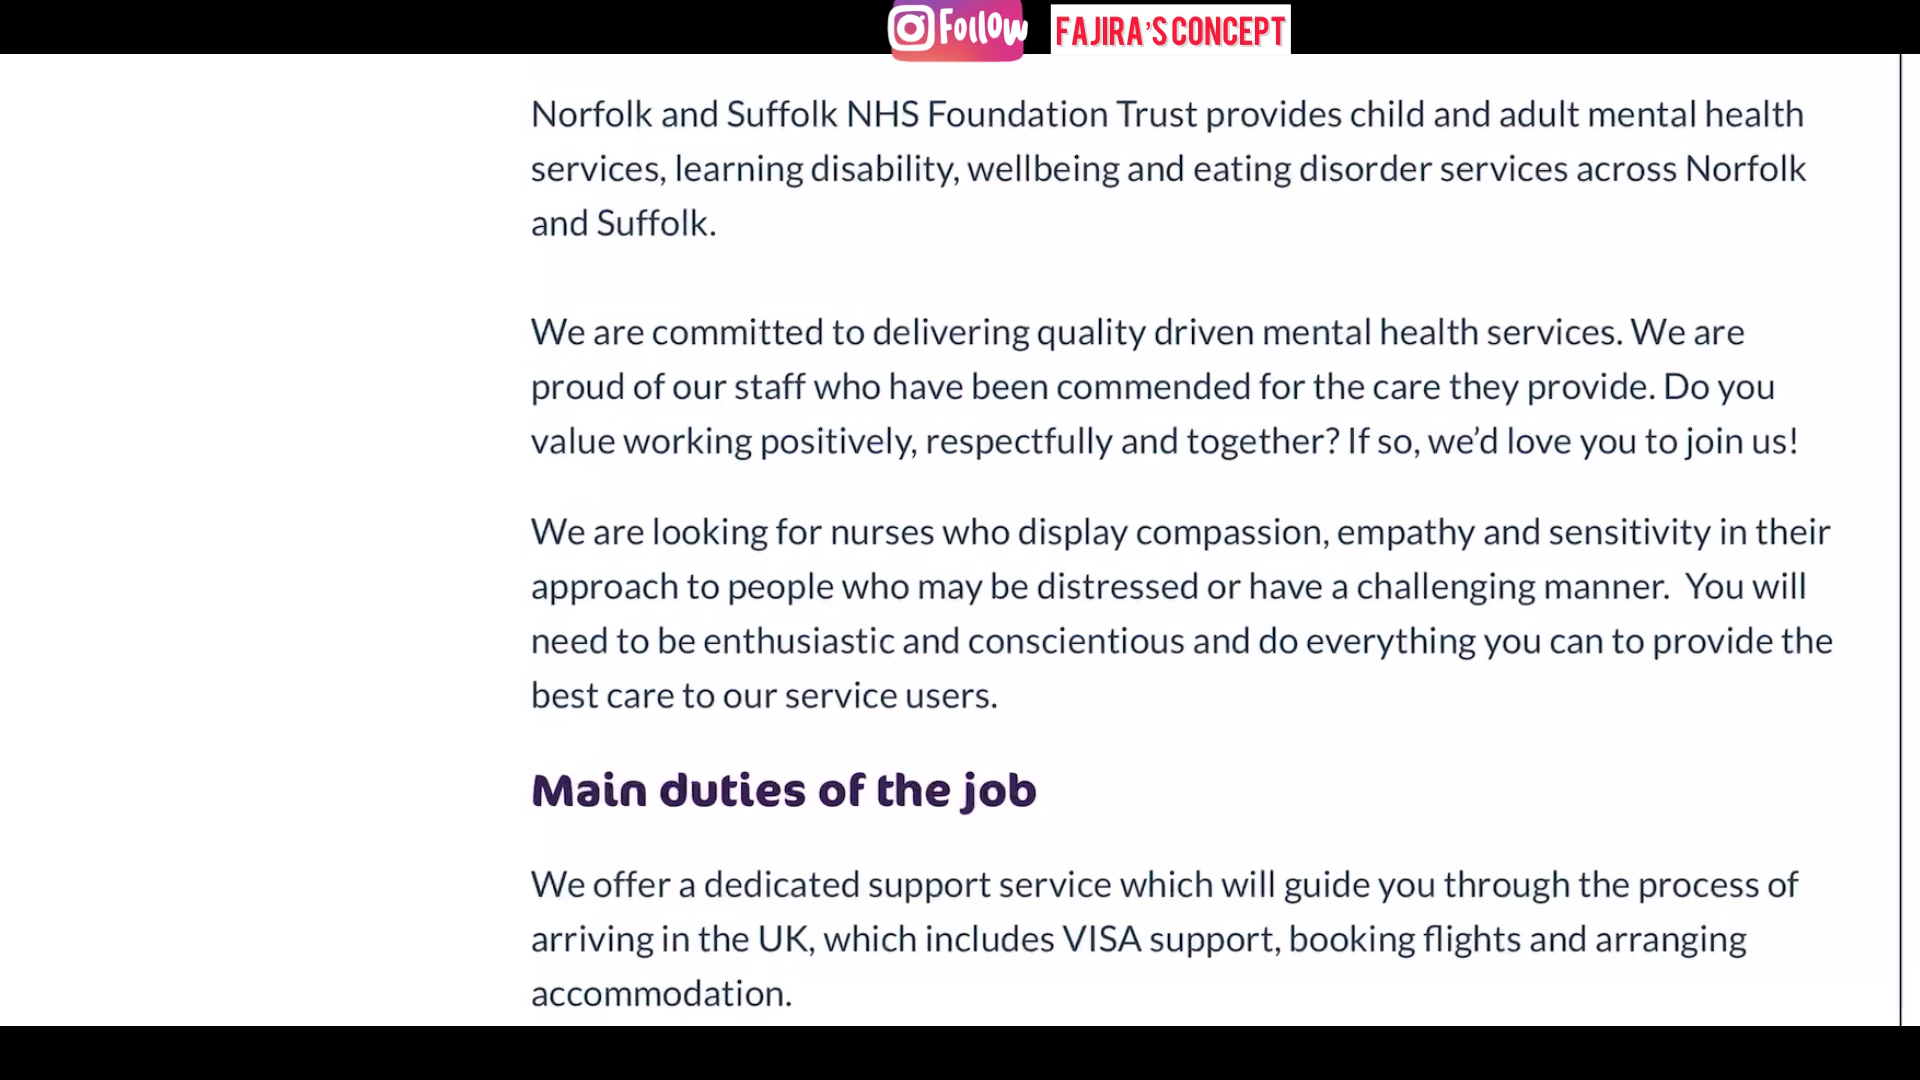 Follow FAJIRA'S CONCEPT
Norfolk and Suffolk NHS Foundation Trust provides child and adult mental health
services, learning disability, wellbeing and eating disorder services across Norfolk
and Suffolk.
We are committed to delivering quality driven mental health services. We are
proud of our staff who have been commended for the care they provide. Do you
value working positively, respectfully and together? If so, we’d love you to join us!
We are looking for nurses who display compassion, empathy and sensitivity in their
approach to people who may be distressed or have a challenging manner.  You will
need to be enthusiastic and conscientious and do everything you can to provide the
best care to our service users.
Main duties of the job
We offer a dedicated support service which will guide you through the process of
arriving in the UK, which includes VISA support, booking flights and arranging
accommodation.